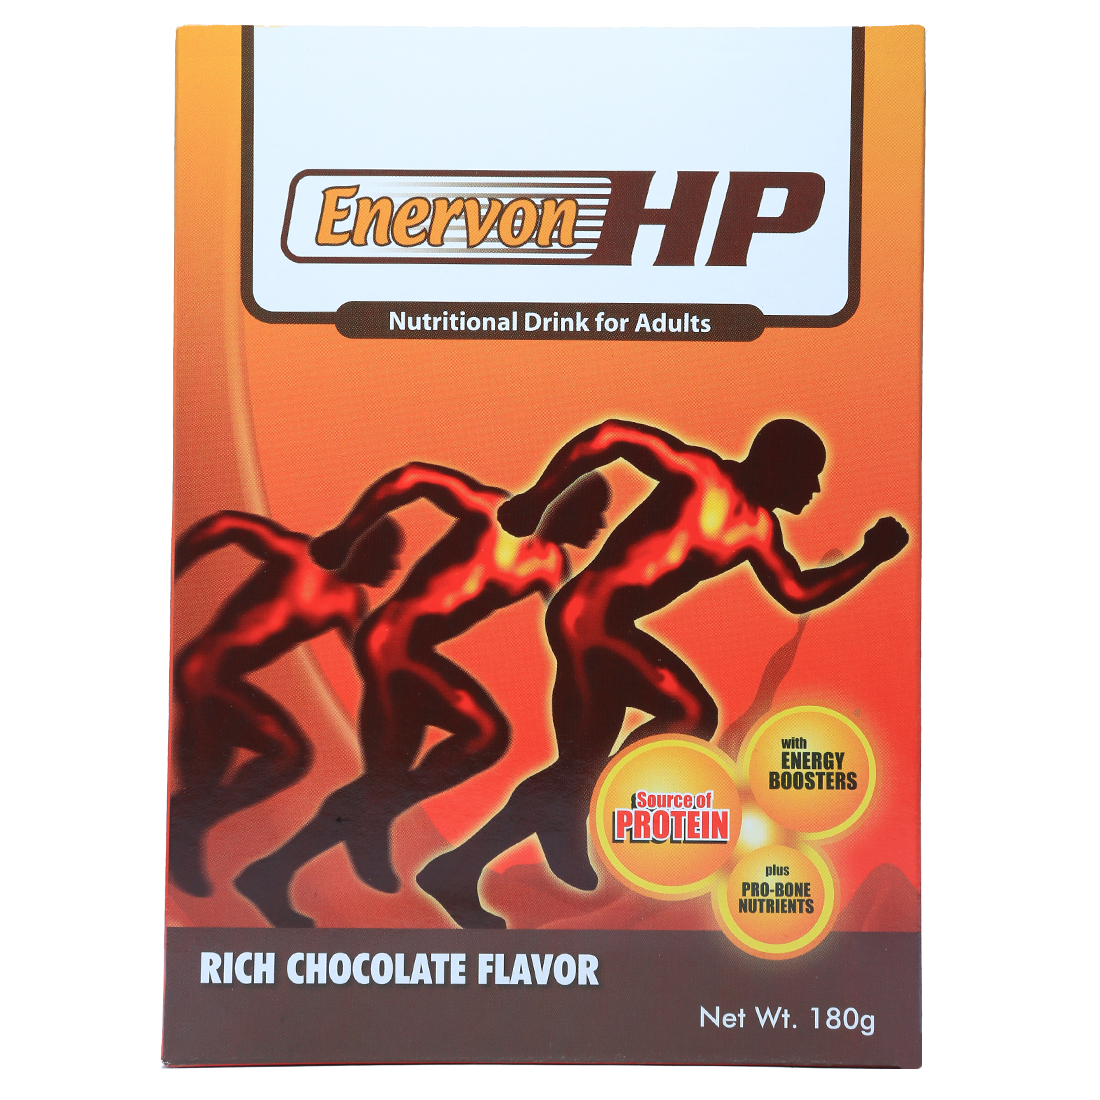 Enervon HP
Nutritional Drink for Adults
with
ENERGY
BOOSTERS
Source of
PROTEIN
plus
PRO-BONE
NUTRIENTS
RICH CHOCOLATE FLAVOR
Net Wt. 180g